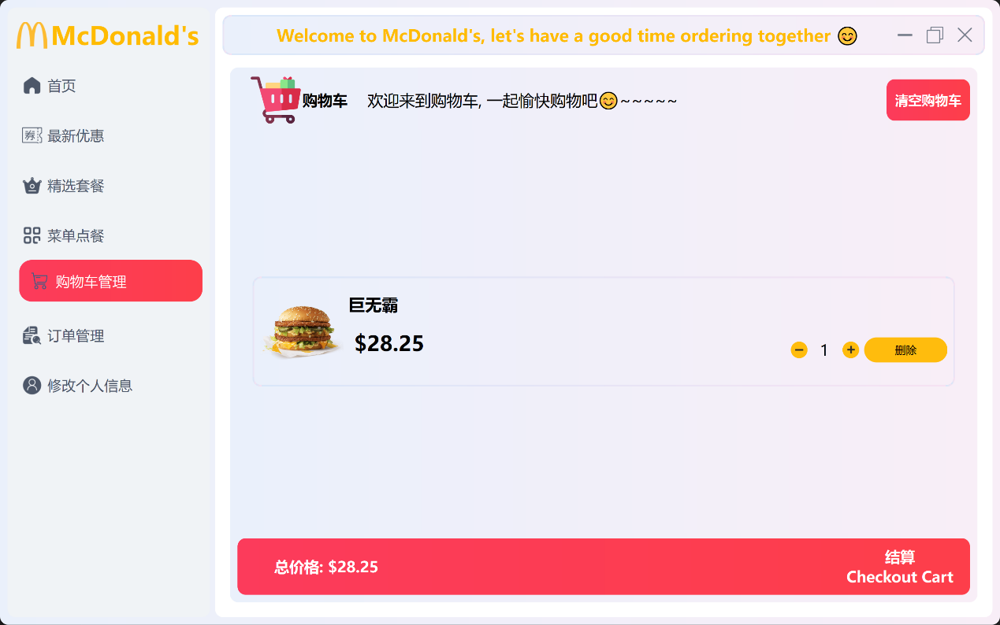 McDonald's
Welcome to McDonald's, let's have a good time ordering together 😊
首页
券 最新优惠
精选套餐
菜单点餐
购物车管理
订单管理
修改个人信息
购物车 欢迎来到购物车, 一起愉快购物吧😊~~~~~
清空购物车
巨无霸
$28.25
1
删除
总价格: $28.25
结算
Checkout Cart